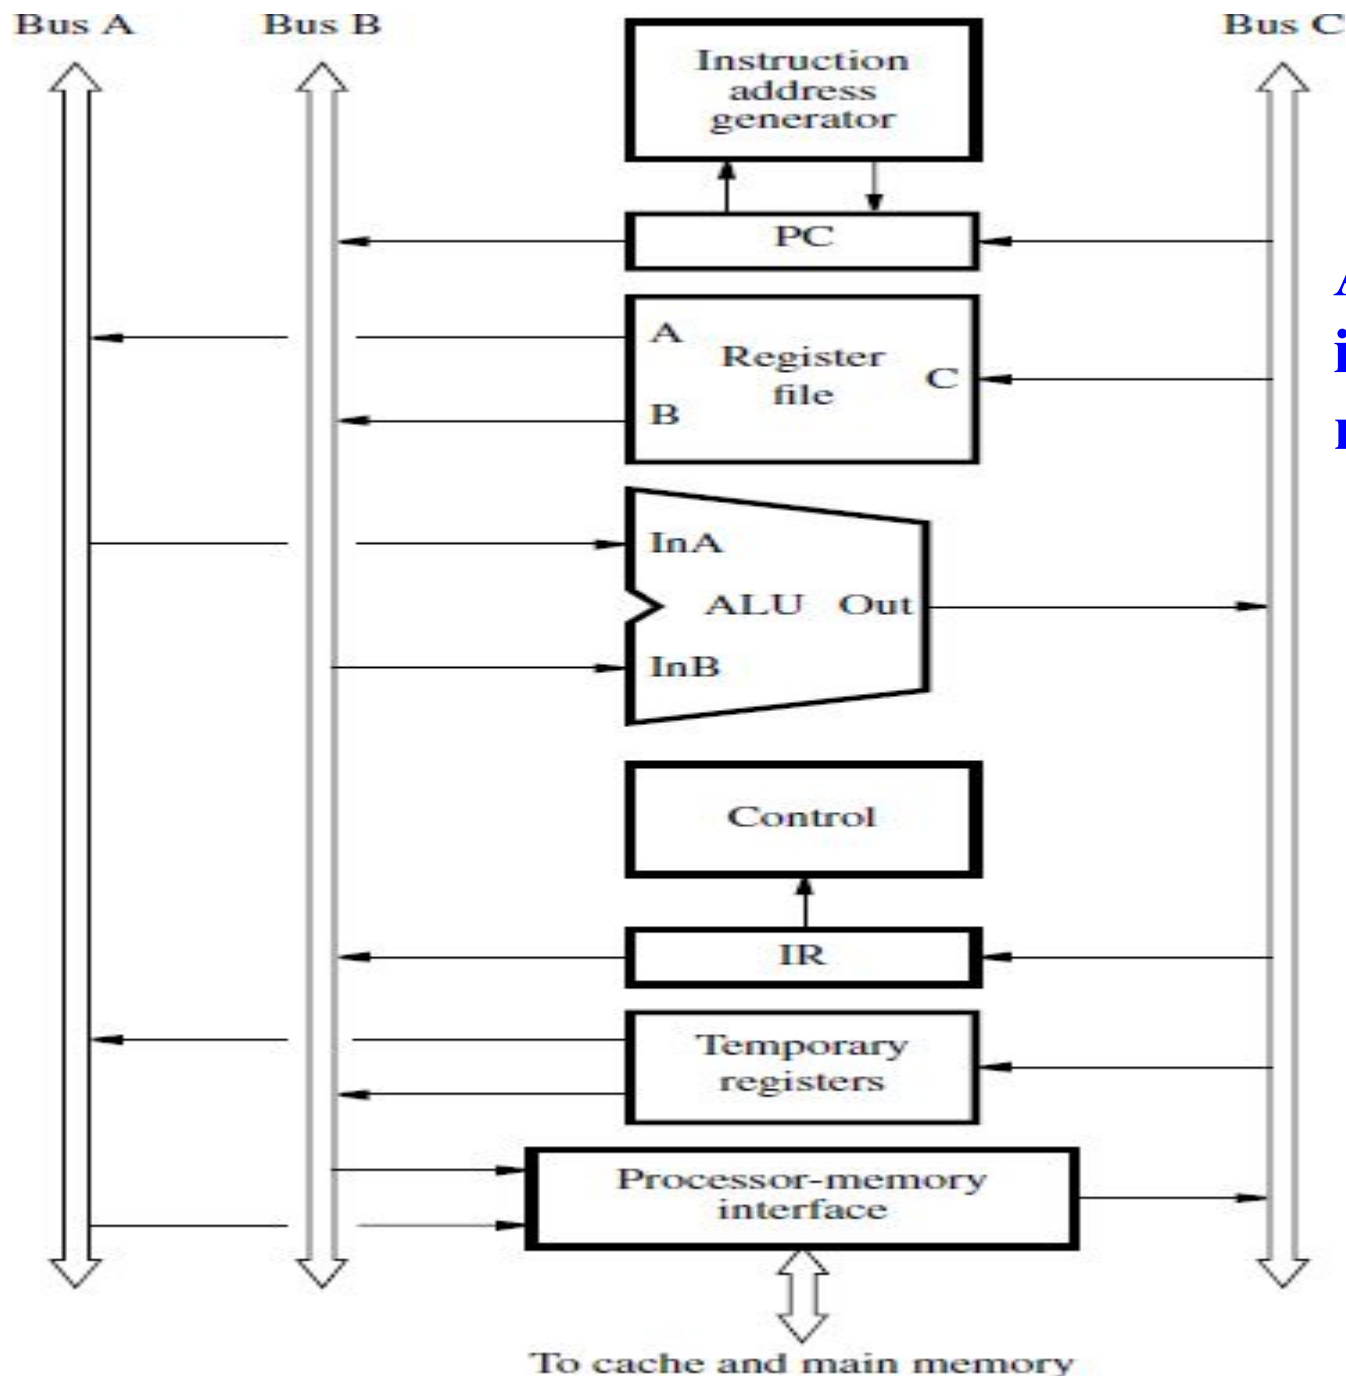 Bus A
Bus B
Bus C
Instruction
address
generator
PC
A
Register
file
C
B
InA
ALU
Out
InB
Control
IR
Temporary
registers
Processor-memory
interface
To cache and main memory